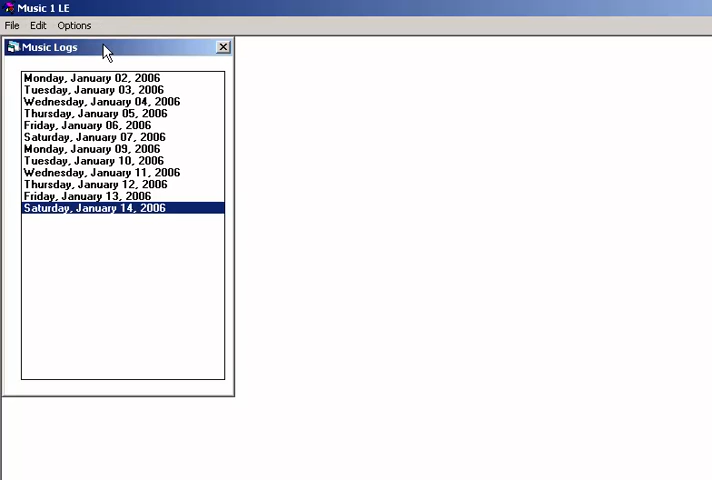 Music 1 LE
File Edit Options
Music Logs
Monday, January 02, 2006
Tuesday, January 03, 2006
Wednesday, January 04, 2006
Thursday, January 05, 2006
Friday, January 06, 2006
Saturday, January 07, 2006
Monday, January 09, 2006
Tuesday, January 10, 2006
Wednesday, January 11, 2006
Thursday, January 12, 2006
Friday, January 13, 2006
Saturday, January 14, 2006